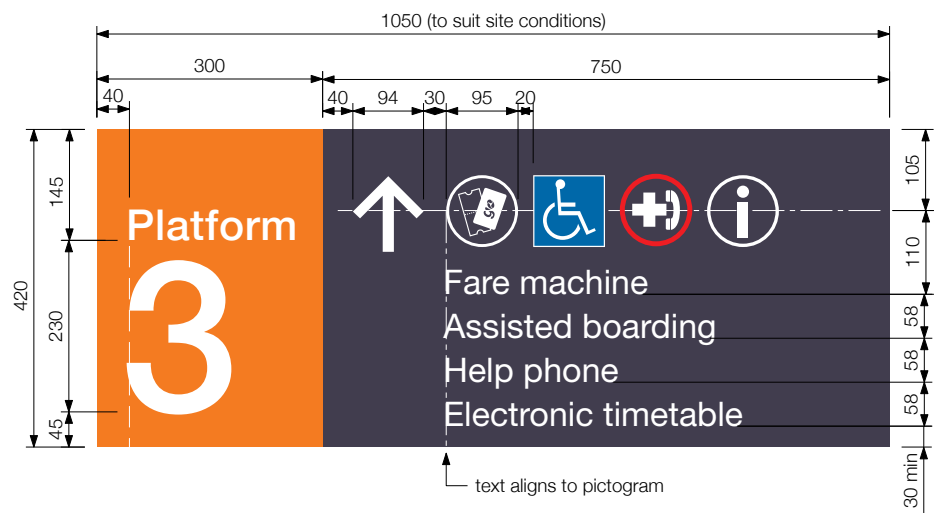 1050 (to suit site conditions)
300
750
40
40
94
30
95
20
145
230
45
420
Platform
3
go
Fare machine
Assisted boarding
Help phone
Electronic timetable
105
110
58
58
58
30 min
text aligns to pictogram